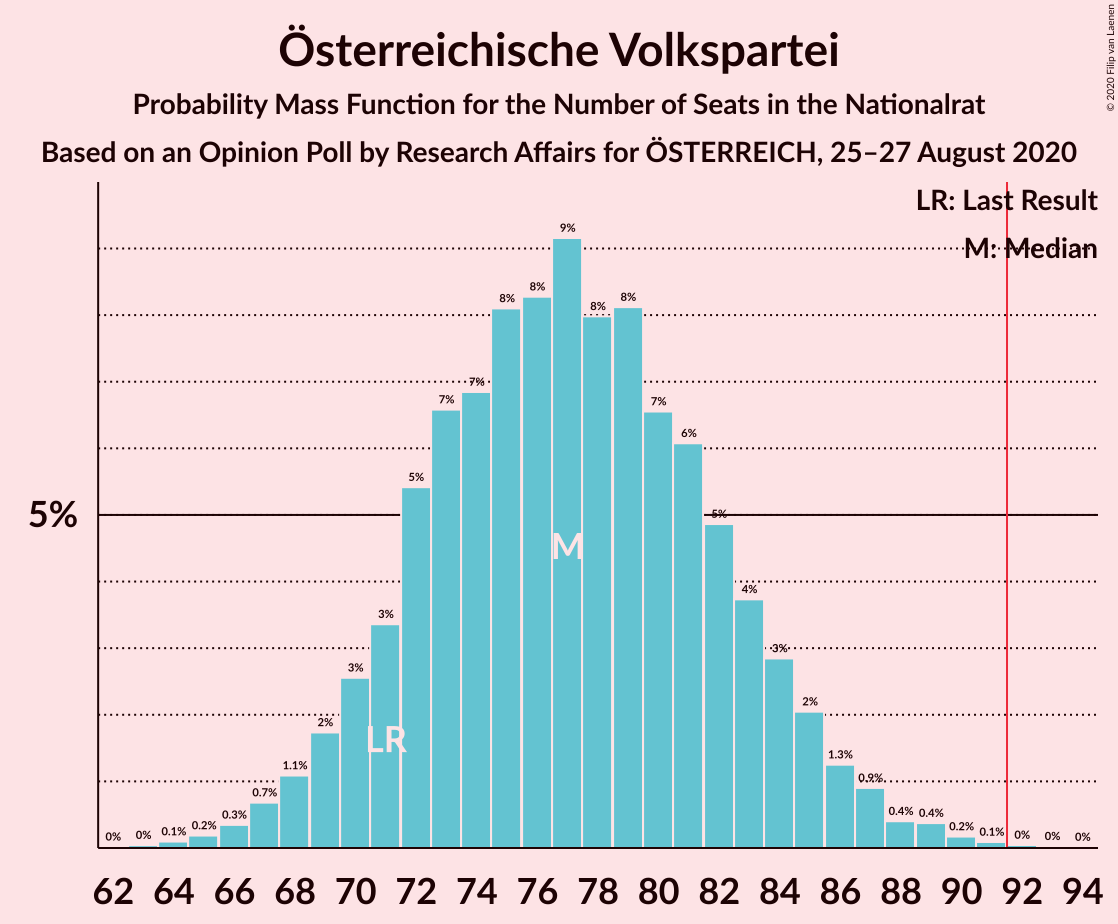 Österreichische Volkspartei
Probability Mass Function for the Number of Seats in the Nationalrat
Based on an Opinion Poll by Research Affairs for ÖSTERREICH, 25–27 August 2020
© 2020 Filip van Laenen
LR: Last Result
M: Median
5%
0% 0% 0.1% 0.2% 0.3% 0.7% 1.1% 2% 3% 3% 5% 7% 7% 8% 8% 9% 8% 8% 7% 6% 5% 4% 3% 2% 1.3% 0.9% 0.4% 0.4% 0.2% 0.1% 0% 0% 0%
M
LR
62 64 66 68 70 72 74 76 78 80 82 84 86 88 90 92 94